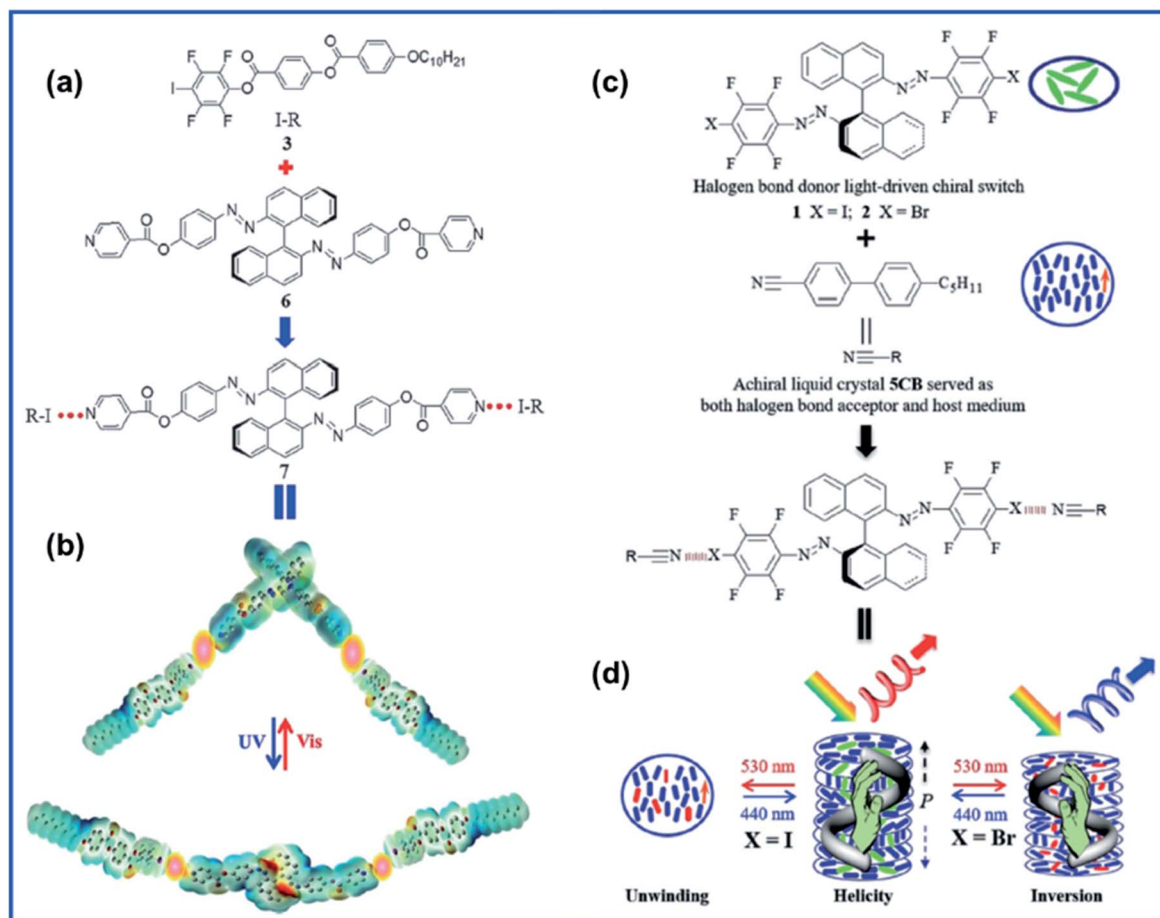 (a)
O
O
F
F
O
O
OC₁₀H₂₁
I
F
F
O
I-R
3
+
N
O
O
N=N
N=N
O
O
N
6
R-I
N
O
O
N=N
N=N
O
O
N
I-R
7
(b)
UV
Vis
(c)
F
F
F
F
N=N
X
F
F
X
N=N
F
F
Halogen bond donor light-driven chiral switch
1 X = I; 2 X = Br
+
N
C₅H₁₁
||
N≡–R
Achiral liquid crystal 5CB served as
both halogen bond acceptor and host medium
F
F
N=N
X
N≡–R
F
F
F
F
R–≡N
X
N=N
F
F
||
(d)
530 nm
440 nm
X = I
P
530 nm
440 nm
X = Br
Unwinding
Helicity
Inversion